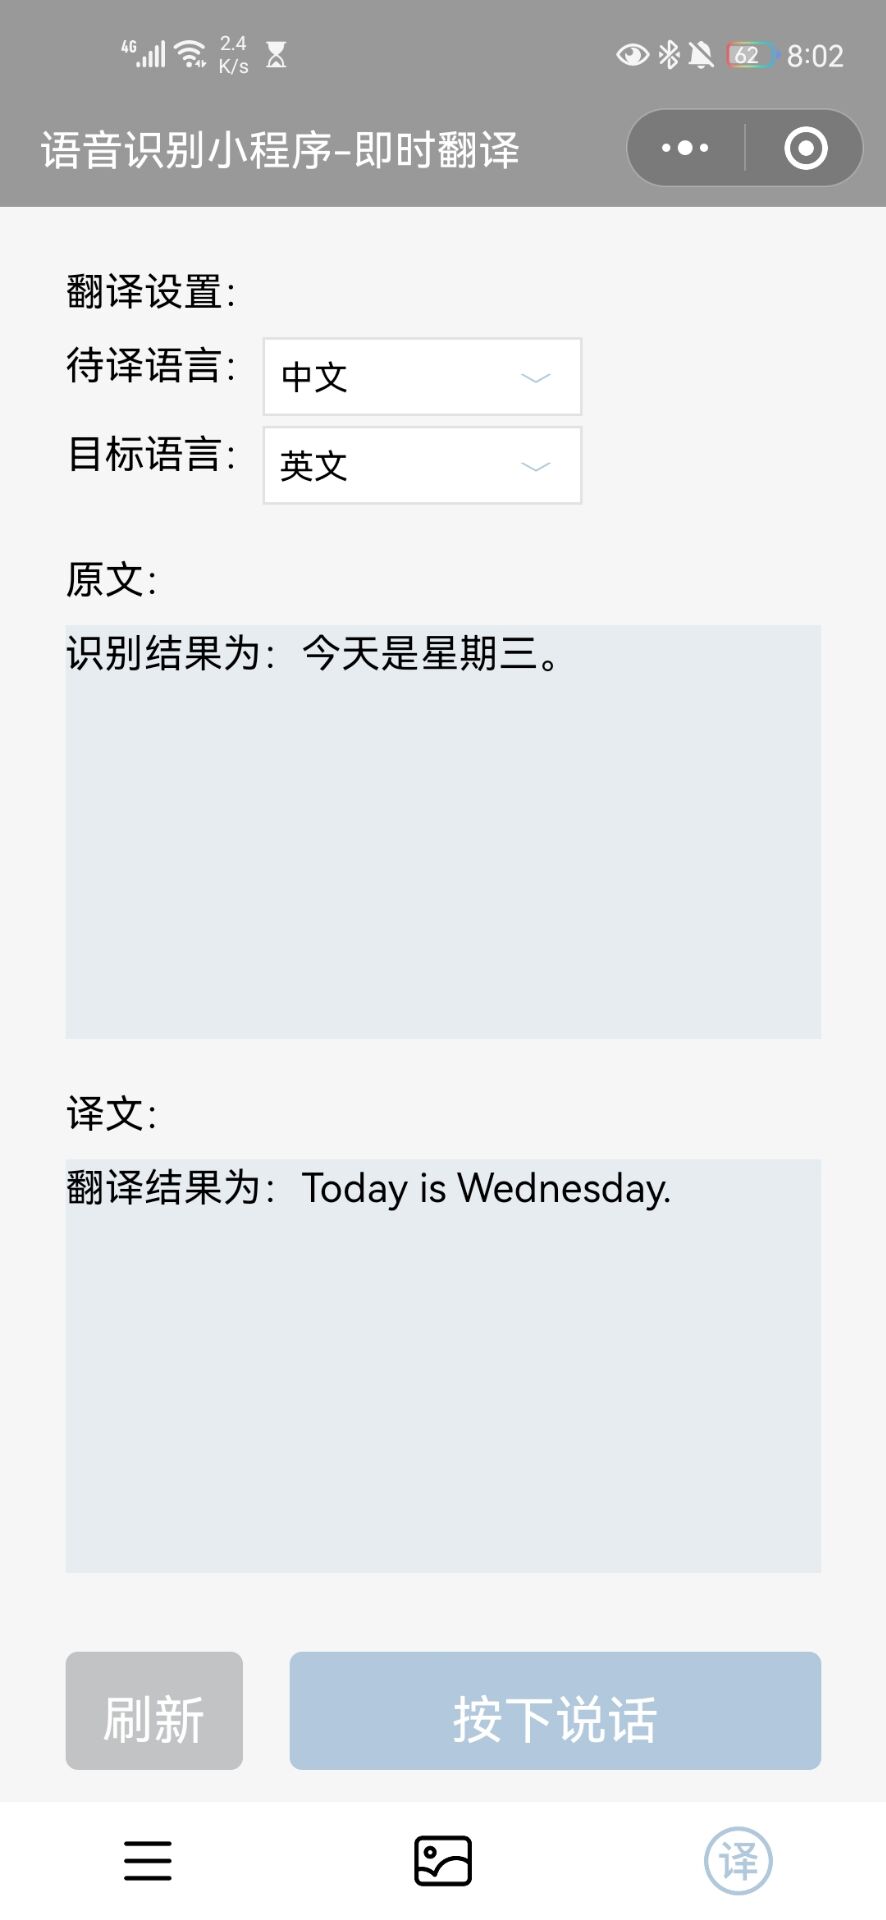 4G 2.4 K/s 62 8:02
语音识别小程序-即时翻译
翻译设置：
待译语言： 中文
目标语言： 英文
原文：
识别结果为：今天是星期三。
译文：
翻译结果为：Today is Wednesday.
刷新 按下说话
译